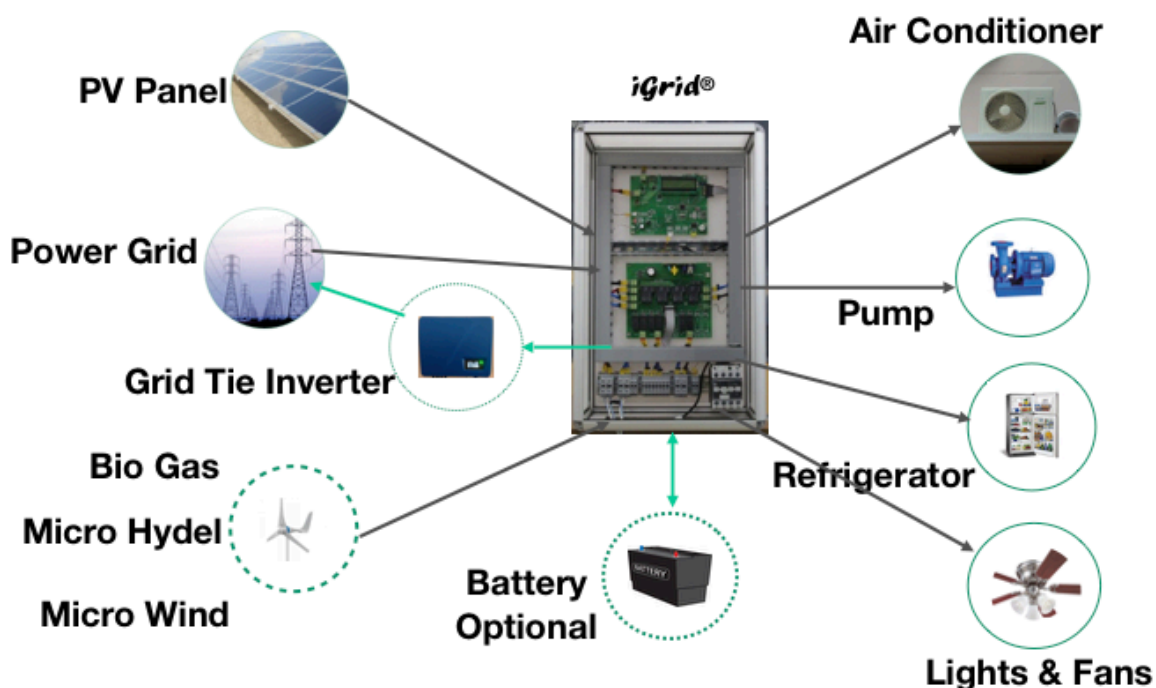 Air Conditioner
iGrid®
PV Panel
Power Grid
Pump
Grid Tie Inverter
Bio Gas
Refrigerator
Micro Hydel
BATTERY
Battery
Optional
Micro Wind
Lights & Fans